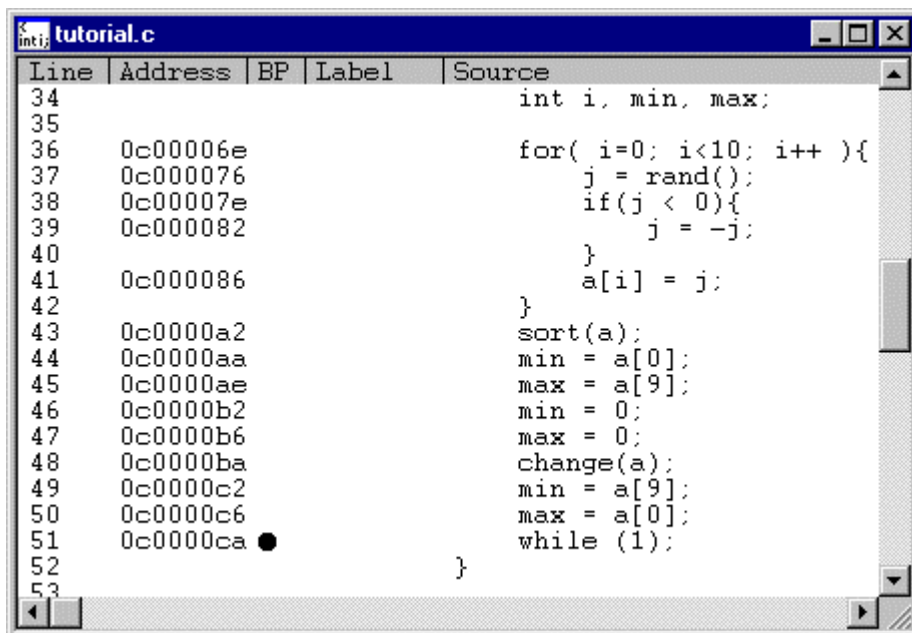 tutorial.c
Line Address BP Label Source
34 int i, min, max;
35
36 0c00006e for( i=0; i<10; i++ ){
37 0c000076 j = rand();
38 0c00007e if(j < 0){
39 0c000082 j = -j;
40 }
41 0c000086 a[i] = j;
42 }
43 0c0000a2 sort(a);
44 0c0000aa min = a[0];
45 0c0000ae max = a[9];
46 0c0000b2 min = 0;
47 0c0000b6 max = 0;
48 0c0000ba change(a);
49 0c0000c2 min = a[9];
50 0c0000c6 max = a[0];
51 0c0000ca ● while (1);
52 }
53